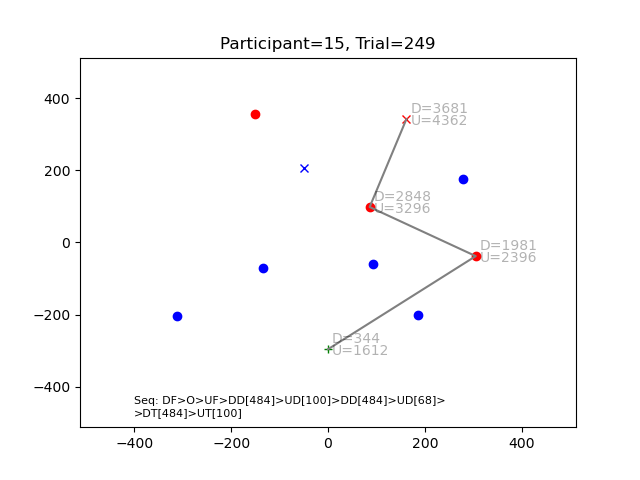 Participant=15, Trial=249
D=3681
U=4362
D=2848
U=3296
D=1981
U=2396
D=344
U=1612
Seq: DF>O>UF>DD[484]>UD[100]>DD[484]>UD[68]>
>DT[484]>UT[100]
400
200
0
−200
−400
−400
−200
0
200
400